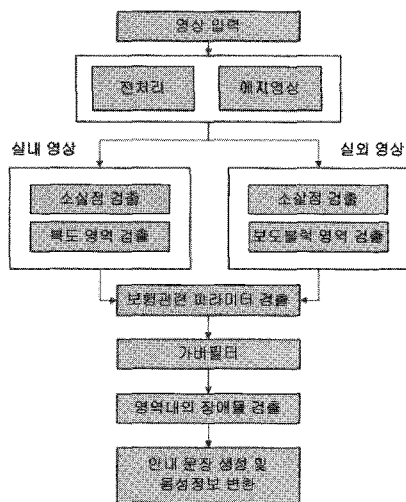 영상 입력
전처리
에지영상
실내 영상
실외 영상
소실점 검출
소실점 검출
복도 영역 검출
보도블럭 영역 검출
보행관련 파라미터 검출
가버필터
영역내의 장애물 검출
안내 문장 생성 및
음성정보 변환